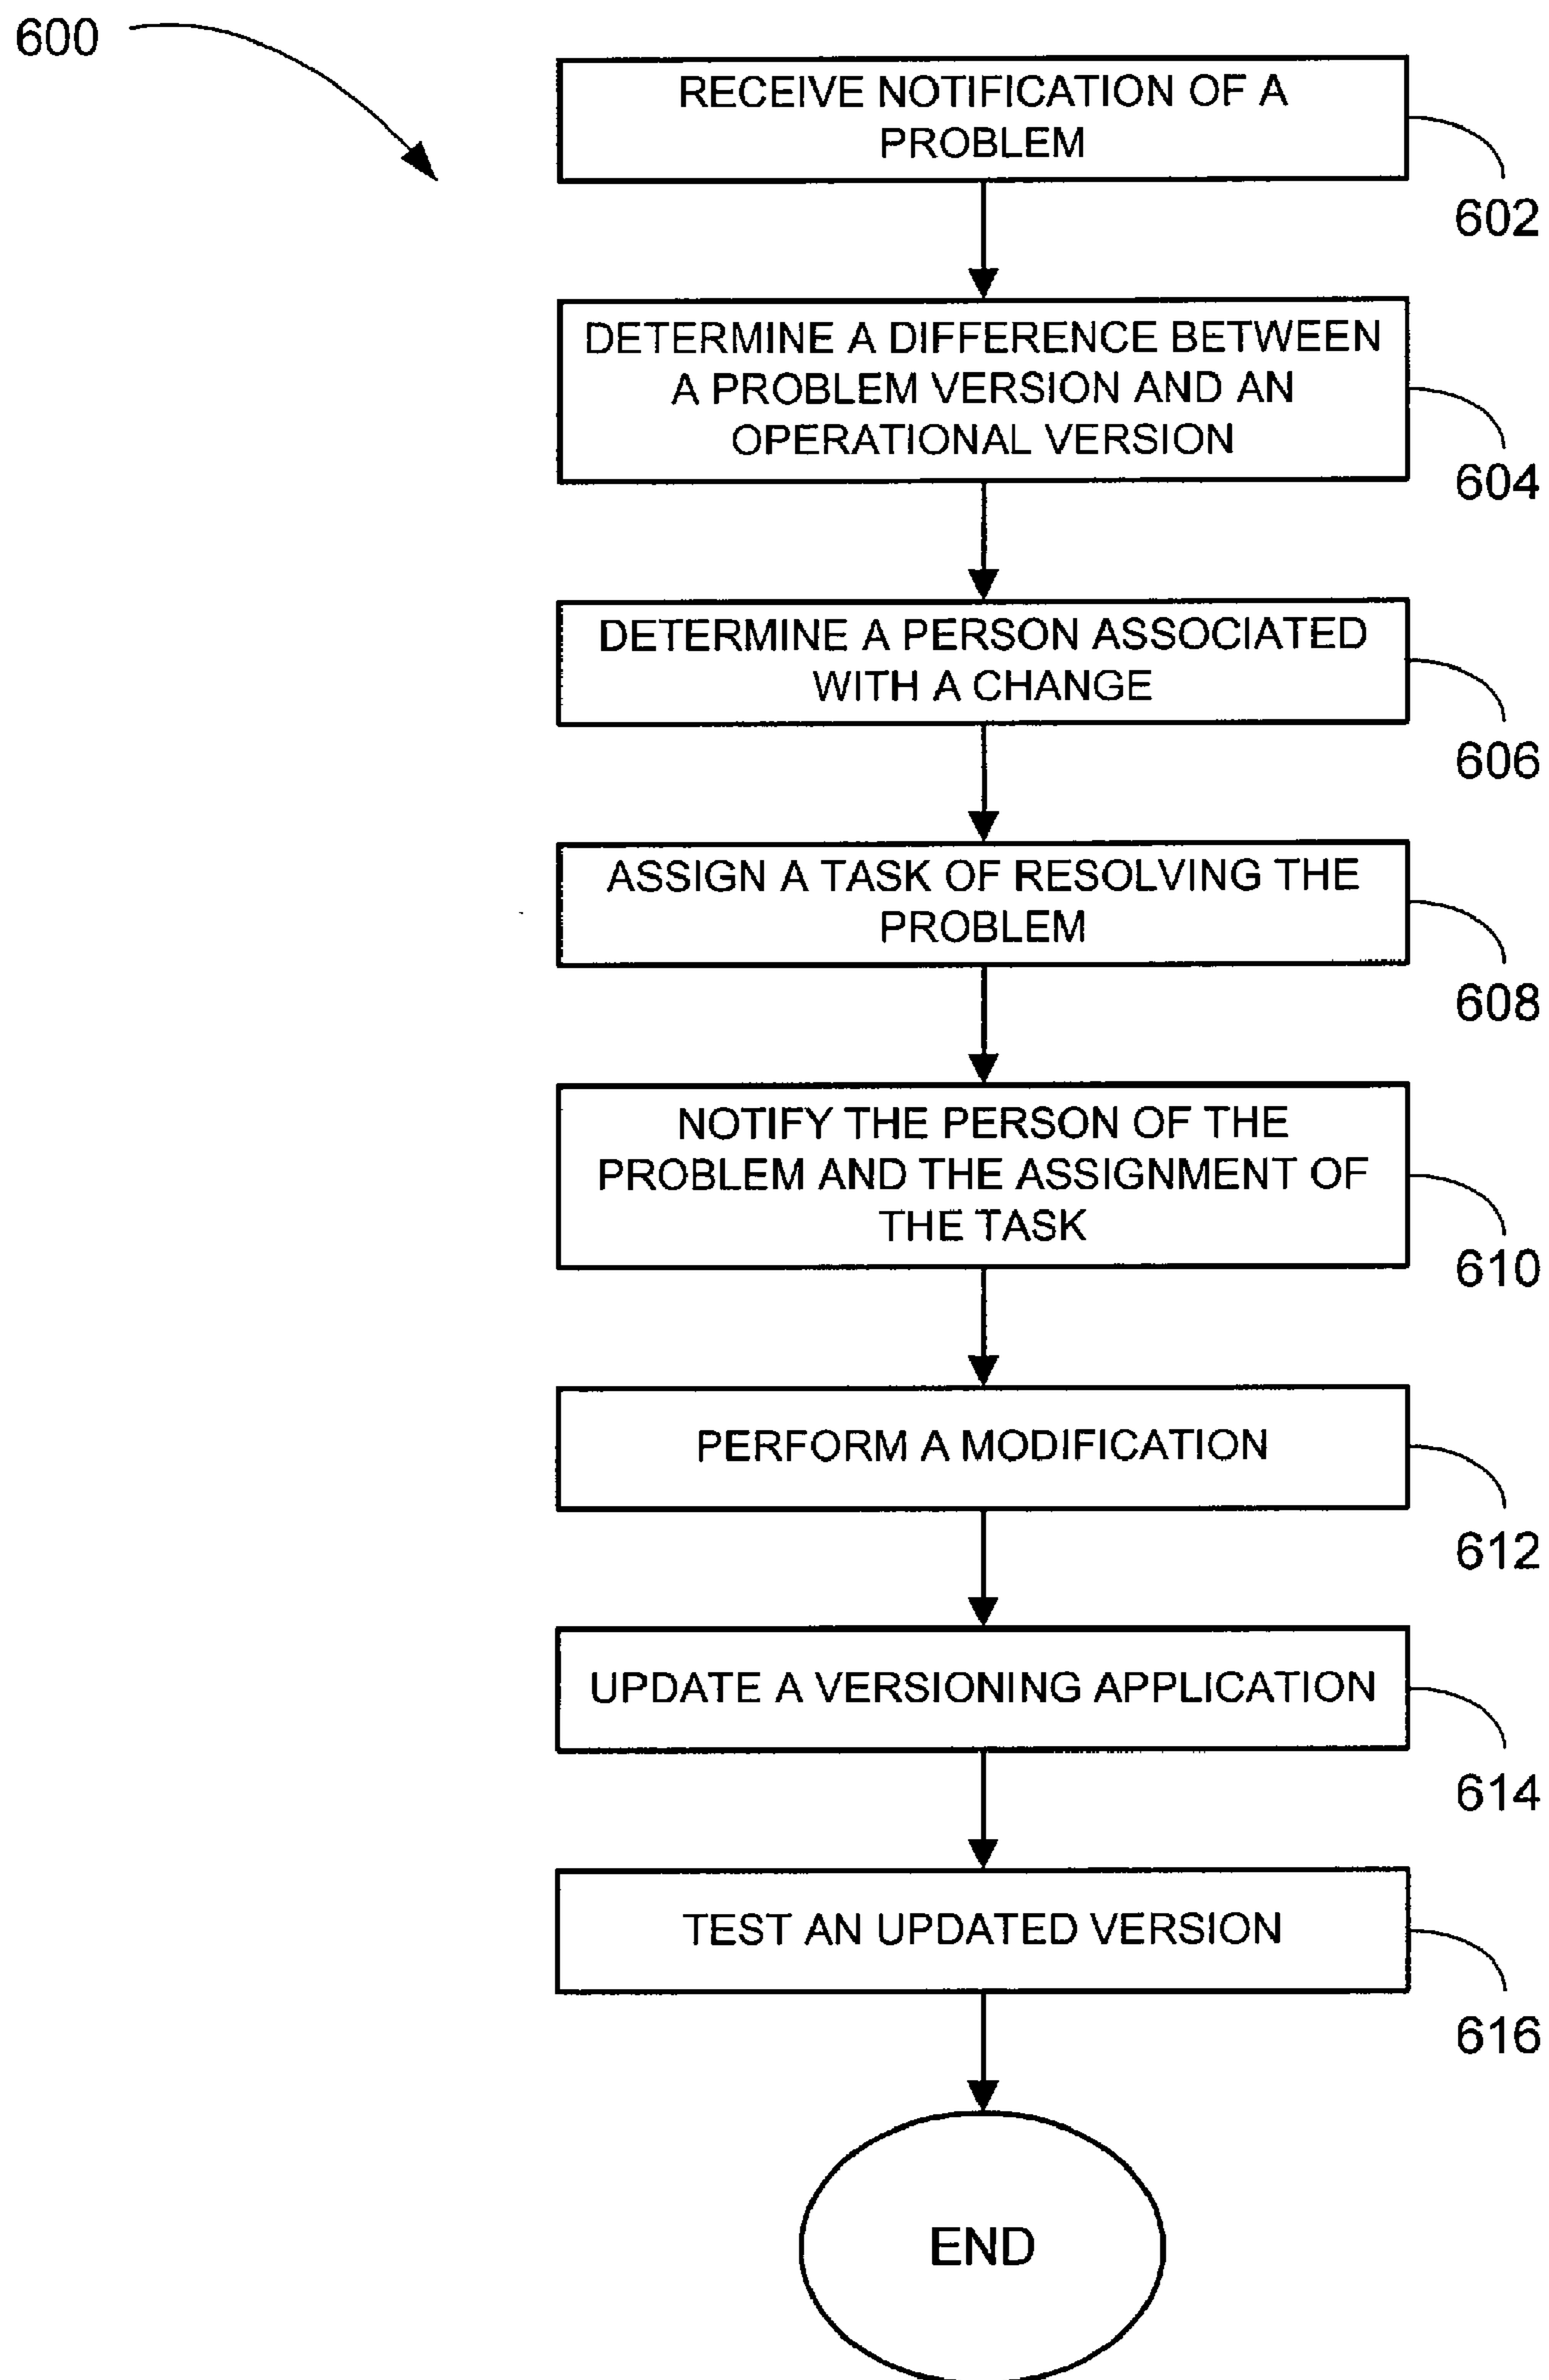 600
RECEIVE NOTIFICATION OF A
PROBLEM
602
DETERMINE A DIFFERENCE BETWEEN
A PROBLEM VERSION AND AN
OPERATIONAL VERSION
604
DETERMINE A PERSON ASSOCIATED
WITH A CHANGE
606
ASSIGN A TASK OF RESOLVING THE
PROBLEM
608
NOTIFY THE PERSON OF THE
PROBLEM AND THE ASSIGNMENT OF
THE TASK
610
PERFORM A MODIFICATION
612
UPDATE A VERSIONING APPLICATION
614
TEST AN UPDATED VERSION
616
END